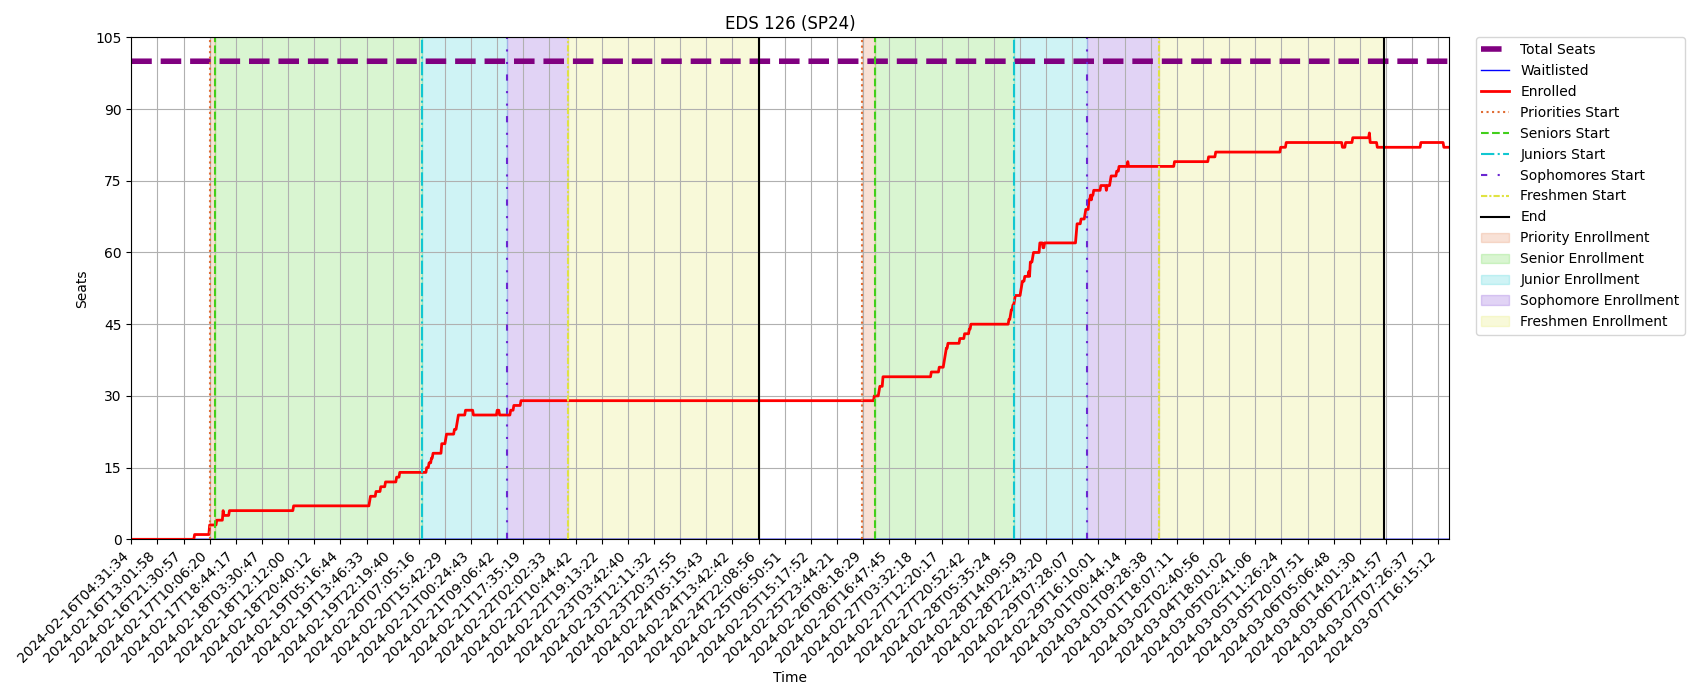 EDS 126 (SP24)
105
90
75
60
45
30
15
0
Seats
2024-02-16T04:31:34
2024-02-16T13:01:58
2024-02-16T21:30:57
2024-02-17T10:06:20
2024-02-17T18:44:17
2024-02-18T03:30:47
2024-02-18T12:12:00
2024-02-18T20:40:12
2024-02-19T05:16:44
2024-02-19T13:46:33
2024-02-19T22:19:40
2024-02-20T07:05:16
2024-02-20T15:42:29
2024-02-21T00:24:43
2024-02-21T09:06:42
2024-02-21T17:35:19
2024-02-22T02:02:33
2024-02-22T10:44:42
2024-02-22T19:13:22
2024-02-23T03:42:40
2024-02-23T12:11:32
2024-02-23T20:37:55
2024-02-24T05:15:43
2024-02-24T13:42:42
2024-02-24T22:08:56
2024-02-25T06:50:51
2024-02-25T15:17:52
2024-02-25T23:44:21
2024-02-26T08:18:29
2024-02-26T16:47:45
2024-02-27T03:32:18
2024-02-27T12:20:17
2024-02-27T20:52:42
2024-02-28T05:35:24
2024-02-28T14:09:59
2024-02-28T22:43:20
2024-02-29T07:28:07
2024-02-29T16:10:01
2024-03-01T00:44:14
2024-03-01T09:28:38
2024-03-01T18:07:11
2024-03-02T02:40:56
2024-03-04T18:01:02
2024-03-05T02:41:06
2024-03-05T11:26:24
2024-03-05T20:07:51
2024-03-06T05:06:48
2024-03-06T14:01:30
2024-03-06T22:41:57
2024-03-07T07:26:37
2024-03-07T16:15:12
Time
Total Seats
Waitlisted
Enrolled
Priorities Start
Seniors Start
Juniors Start
Sophomores Start
Freshmen Start
End
Priority Enrollment
Senior Enrollment
Junior Enrollment
Sophomore Enrollment
Freshmen Enrollment